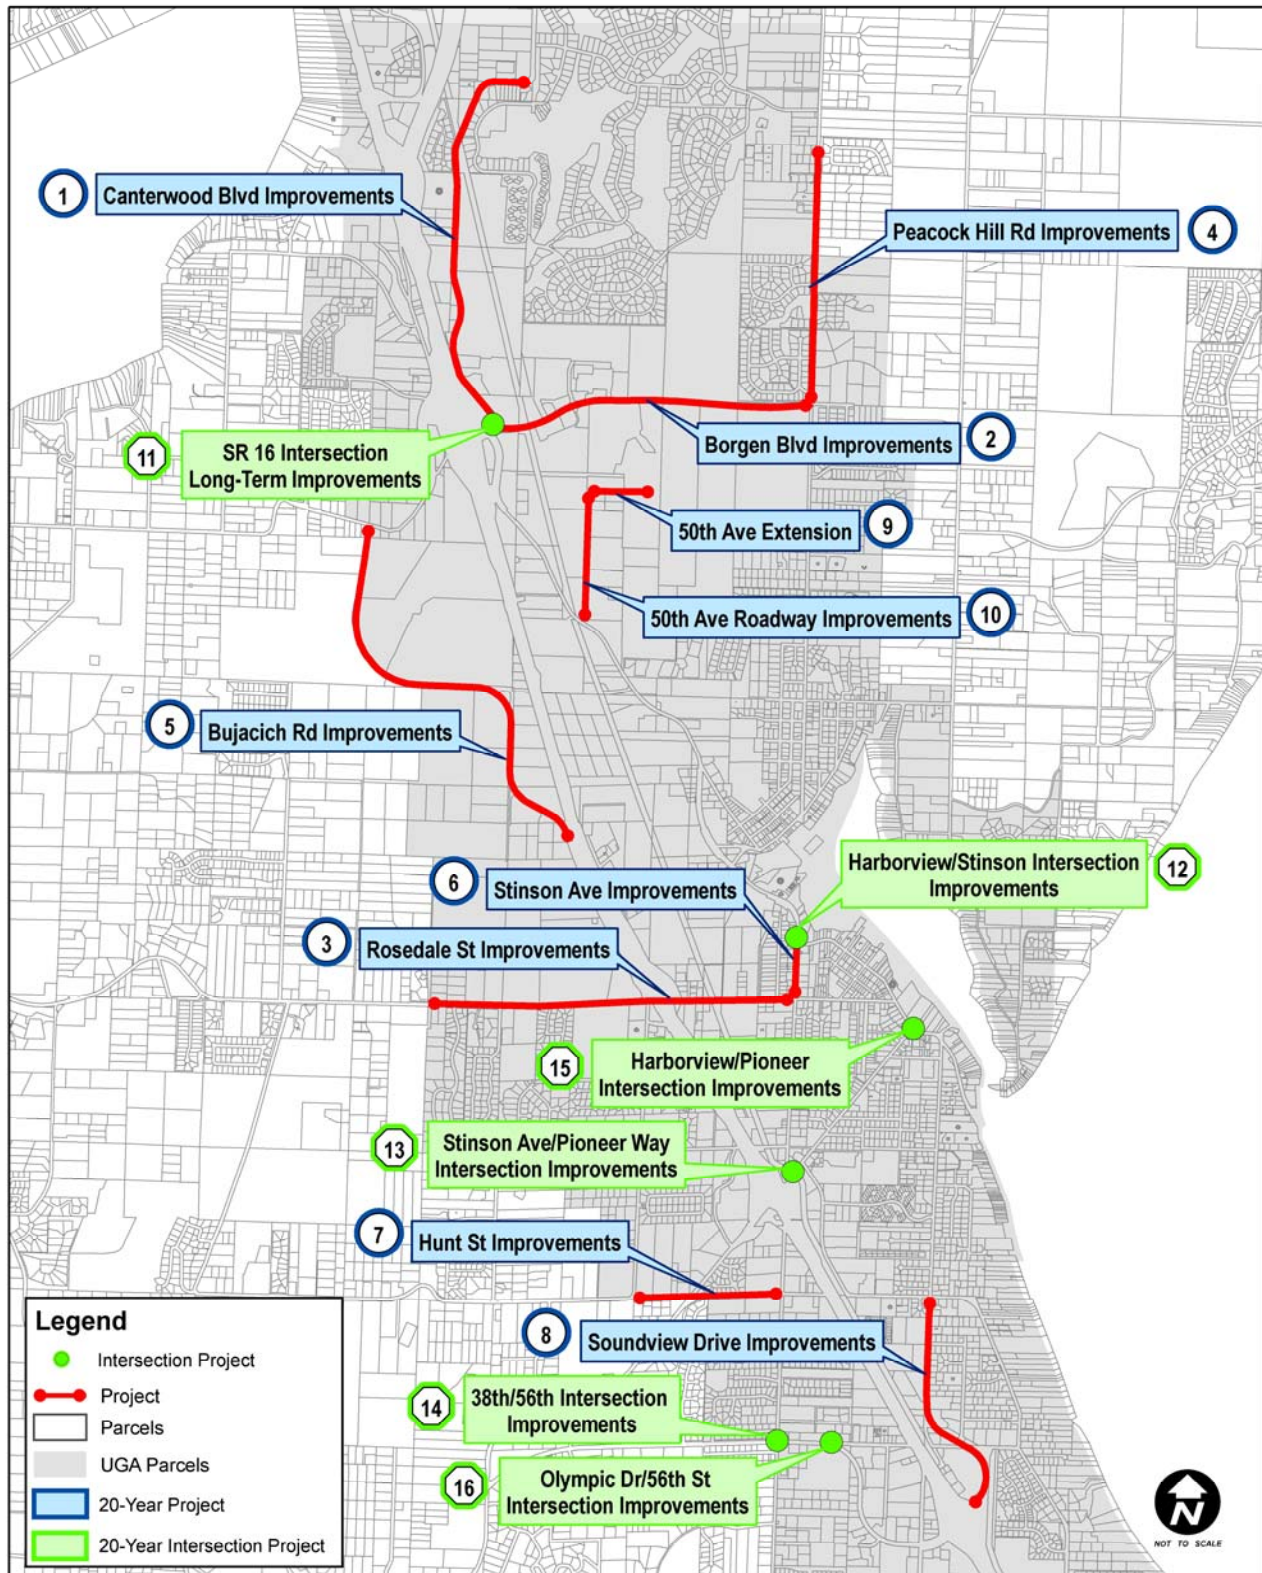 1
Canterwood Blvd Improvements
Peacock Hill Rd Improvements
4
11
SR 16 Intersection
Long-Term Improvements
Borgen Blvd Improvements
2
50th Ave Extension
9
50th Ave Roadway Improvements
10
5
Bujacich Rd Improvements
6
Stinson Ave Improvements
Harborview/Stinson Intersection
Improvements
12
3
Rosedale St Improvements
15
Harborview/Pioneer
Intersection Improvements
13
Stinson Ave/Pioneer Way
Intersection Improvements
7
Hunt St Improvements
8
Soundview Drive Improvements
14
38th/56th Intersection
Improvements
16
Olympic Dr/56th St
Intersection Improvements
Legend
Intersection Project
Project
Parcels
UGA Parcels
20-Year Project
20-Year Intersection Project
N
NOT TO SCALE